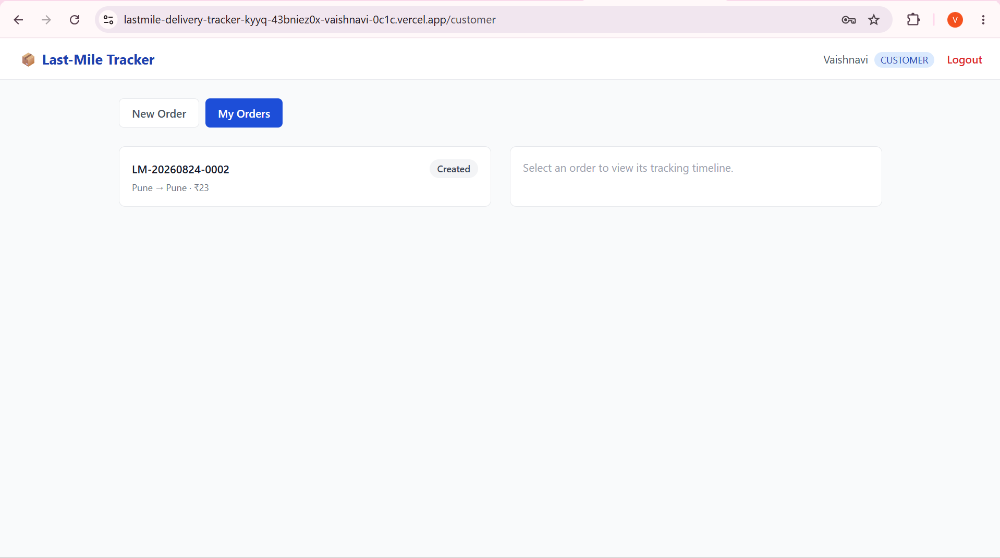 lastmile-delivery-tracker-kyyq-43bniez0x-vaishnavi-0c1c.vercel.app/customer
V
📦 Last-Mile Tracker
Vaishnavi CUSTOMER Logout
New Order My Orders
LM-20260824-0002 Created
Pune → Pune · ₹23
Select an order to view its tracking timeline.